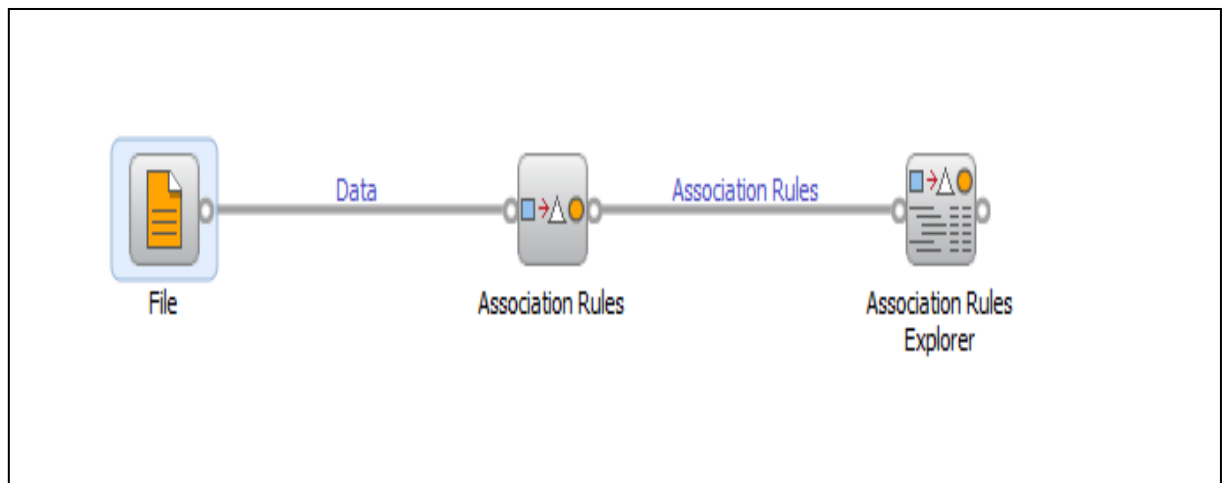 Data
Association Rules
File
Association Rules
Association Rules
Explorer